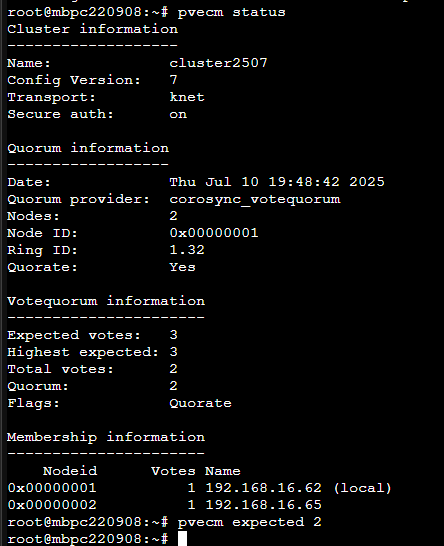 root@mbpc220908:~# pvecm status
Cluster information
-------------------
Name:             cluster2507
Config Version:   7
Transport:        knet
Secure auth:      on

Quorum information
------------------
Date:             Thu Jul 10 19:48:42 2025
Quorum provider:  corosync_votequorum
Nodes:            2
Node ID:          0x00000001
Ring ID:          1.32
Quorate:          Yes

Votequorum information
----------------------
Expected votes:   3
Highest expected: 3
Total votes:      2
Quorum:           2
Flags:            Quorate

Membership information
----------------------
    Nodeid      Votes Name
0x00000001          1 192.168.16.62 (local)
0x00000002          1 192.168.16.65
root@mbpc220908:~# pvecm expected 2
root@mbpc220908:~#